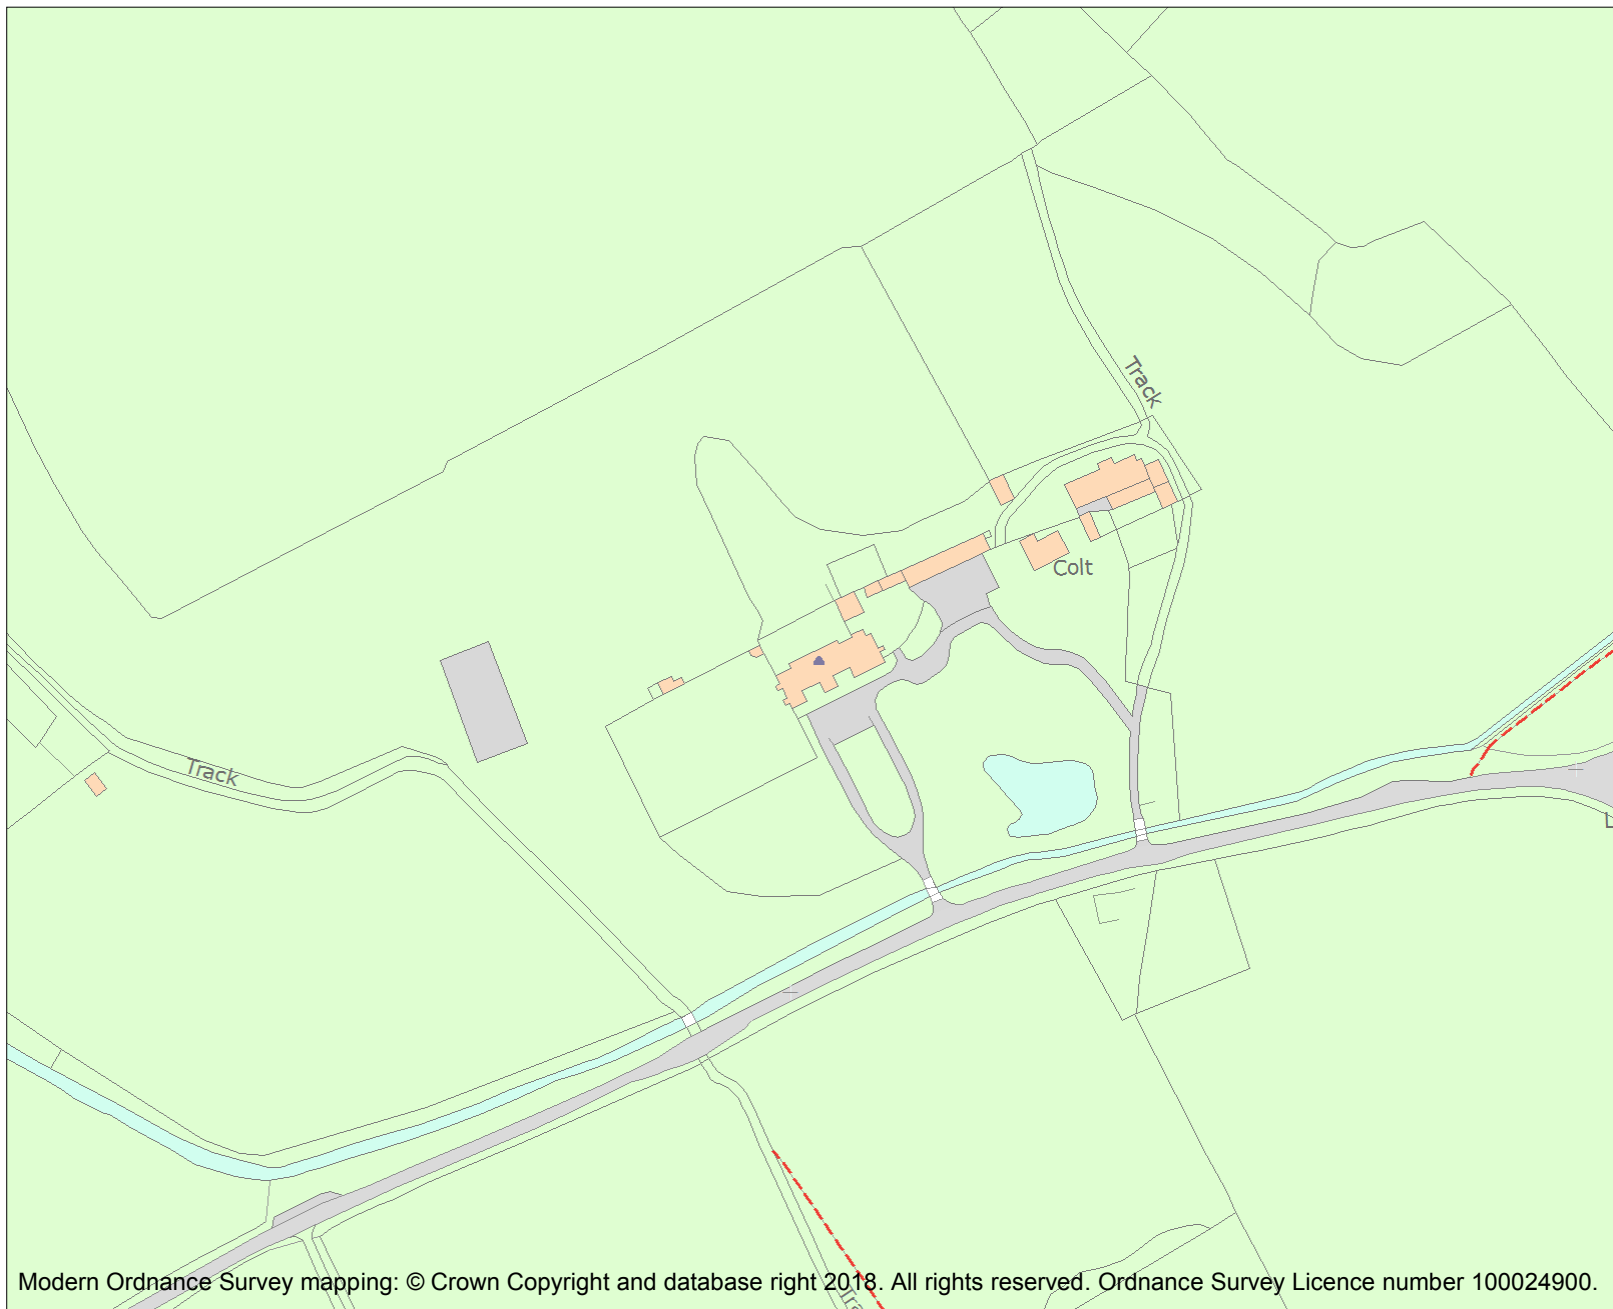 Track
Track
Colt
L
Tra
Modern Ordnance Survey mapping: © Crown Copyright and database right 2018. All rights reserved. Ordnance Survey Licence number 100024900.